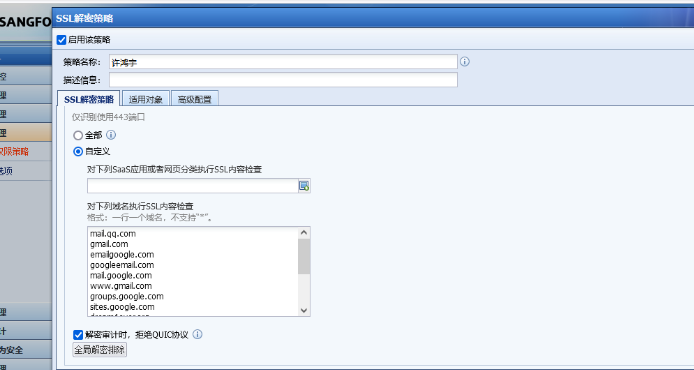 SANGFO
SSL解密策略
启用该策略
策略名称： 许鸿宇
描述信息：
SSL解密策略 适用对象 高级配置
仅识别使用443端口
全部
自定义
对下列SaaS应用或者网页分类执行SSL内容检查
对下列域名执行SSL内容检查
格式：一行一个域名，不支持"*"。
mail.qq.com
gmail.com
emailgoogle.com
googleemail.com
mail.google.com
www.gmail.com
groups.google.com
sites.google.com
解密审计时，拒绝QUIC协议
全局解密排除
控
理
理
理
权限策略
选项
理
计
为安全
理